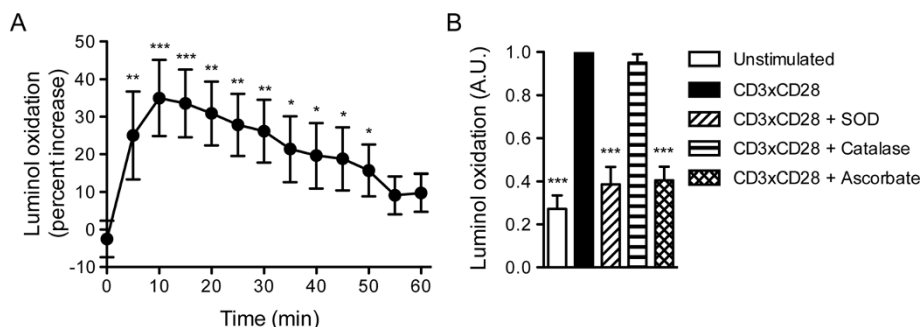 A
Luminol oxidation
(percent increase)
50
40
30
20
10
0
-10
** *** *** ** ** ** * * * *
0 10 20 30 40 50 60
Time (min)
B
Luminol oxidation (A.U.)
1.0
0.8
0.6
0.4
0.2
0.0
*** *** ***
Unstimulated
CD3xCD28
CD3xCD28 + SOD
CD3xCD28 + Catalase
CD3xCD28 + Ascorbate